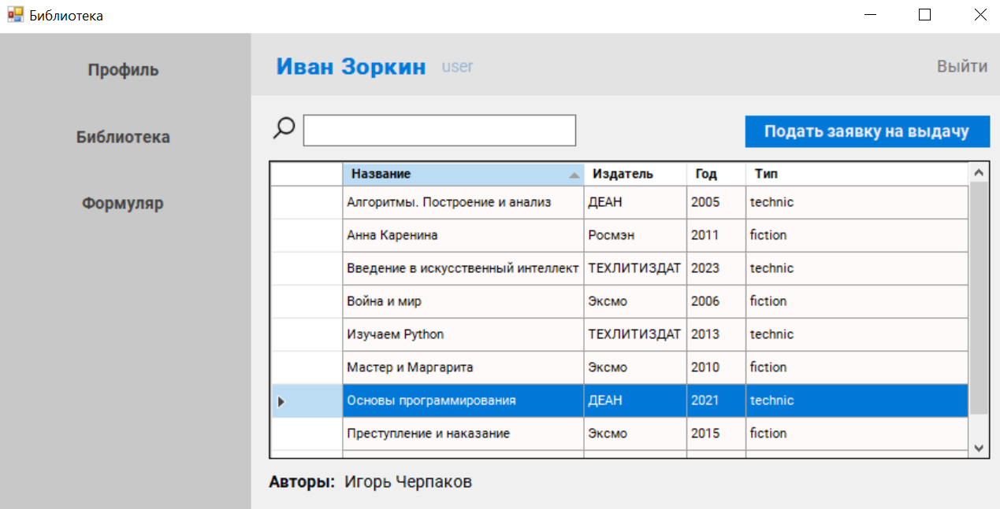 Библиотека
Профиль
Библиотека
Формуляр
Иван Зоркин user Выйти
Подать заявку на выдачу
Название Издатель Год Тип
Алгоритмы. Построение и анализ ДЕАН 2005 technic
Анна Каренина Росмэн 2011 fiction
Введение в искусственный интеллект ТЕХЛИТИЗДАТ 2023 technic
Война и мир Эксмо 2006 fiction
Изучаем Python ТЕХЛИТИЗДАТ 2013 technic
Мастер и Маргарита Эксмо 2010 fiction
Основы программирования ДЕАН 2021 technic
Преступление и наказание Эксмо 2015 fiction
Авторы: Игорь Черпаков